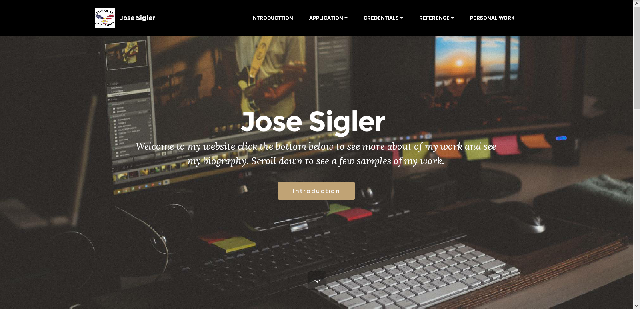 Jose Sigler
INTRODUCTION
APPLICATION
CREDENTIALS
REFERENCE
PERSONAL WORK
Jose Sigler
Welcome to my website click the bottom below to see more about of my work and see
my biography. Scroll down to see a few samples of my work.
Introduction